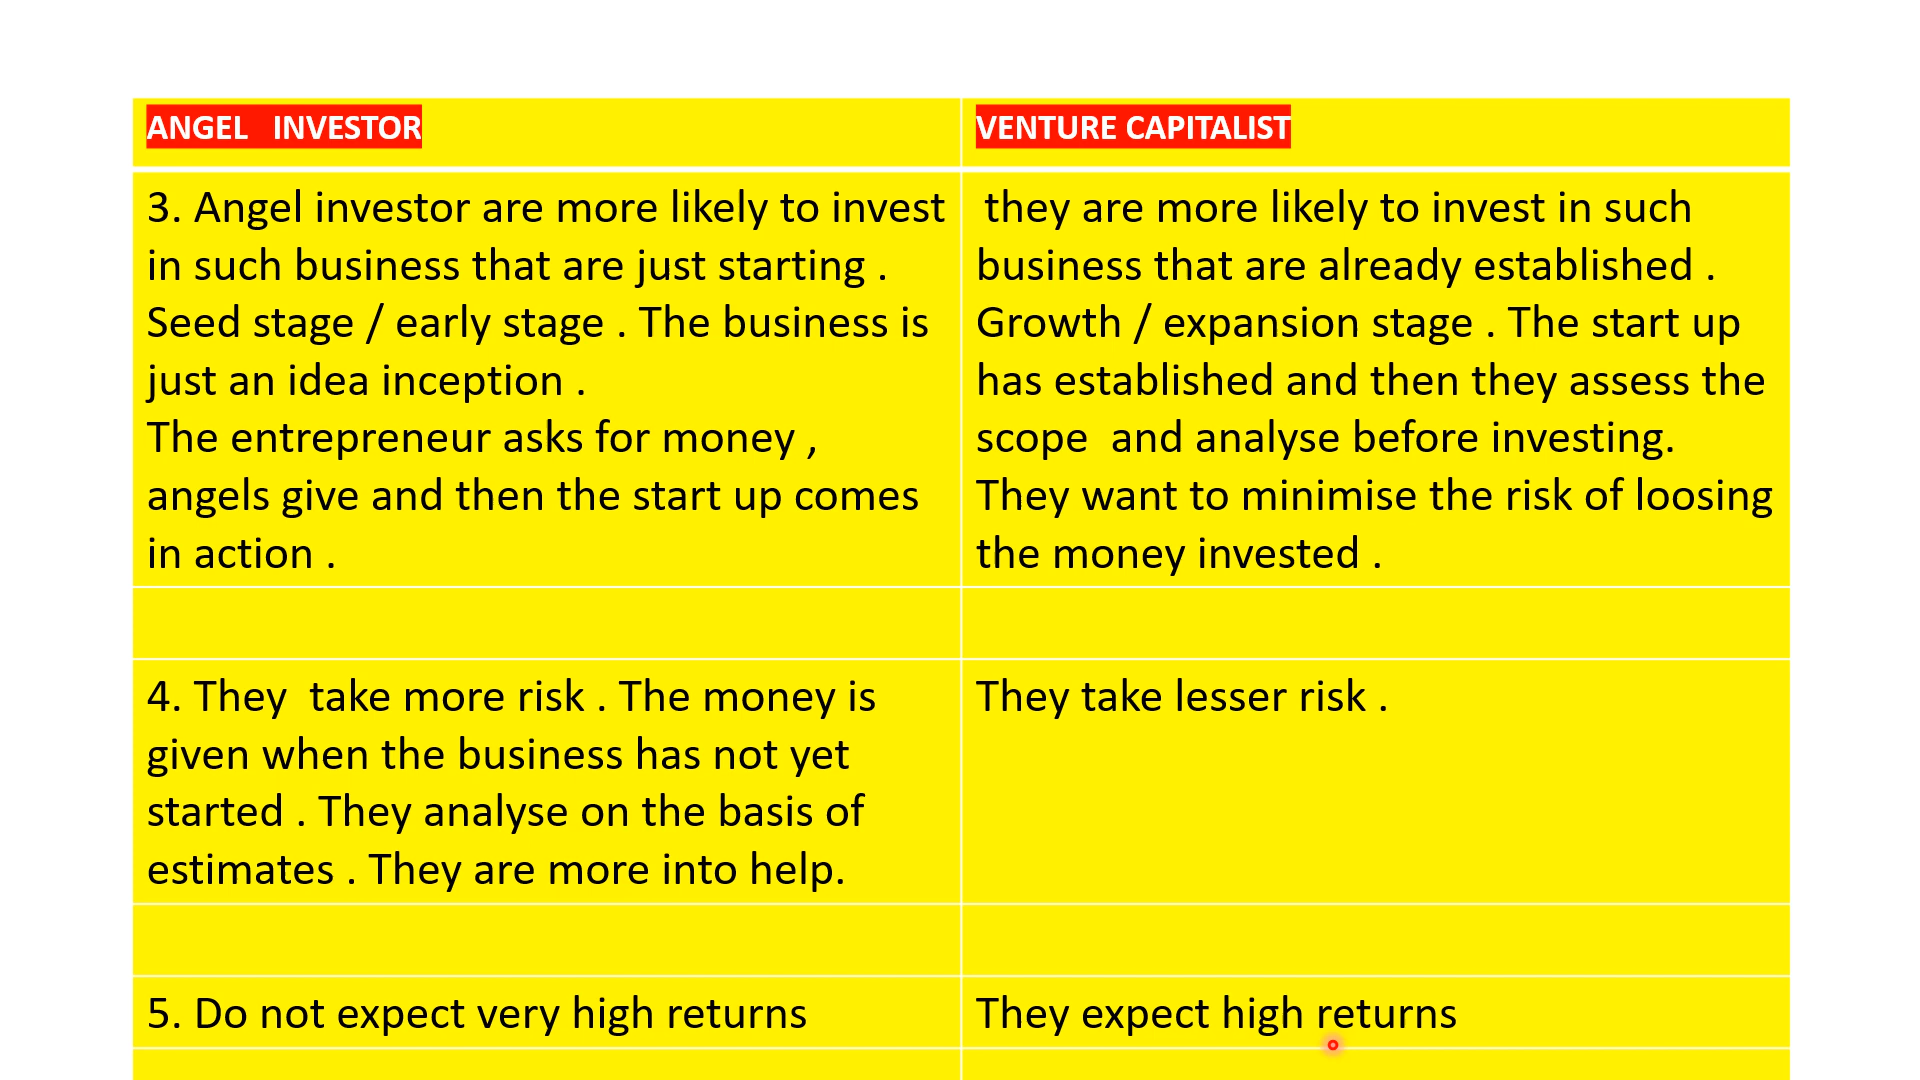 ANGEL   INVESTOR
VENTURE CAPITALIST
3. Angel investor are more likely to invest
in such business that are just starting .
Seed stage / early stage . The business is
just an idea inception .
The entrepreneur asks for money ,
angels give and then the start up comes
in action .
they are more likely to invest in such
business that are already established .
Growth / expansion stage . The start up
has established and then they assess the
scope  and analyse before investing.
They want to minimise the risk of loosing
the money invested .
4. They  take more risk . The money is
given when the business has not yet
started . They analyse on the basis of
estimates . They are more into help.
They take lesser risk .
5. Do not expect very high returns
They expect high returns